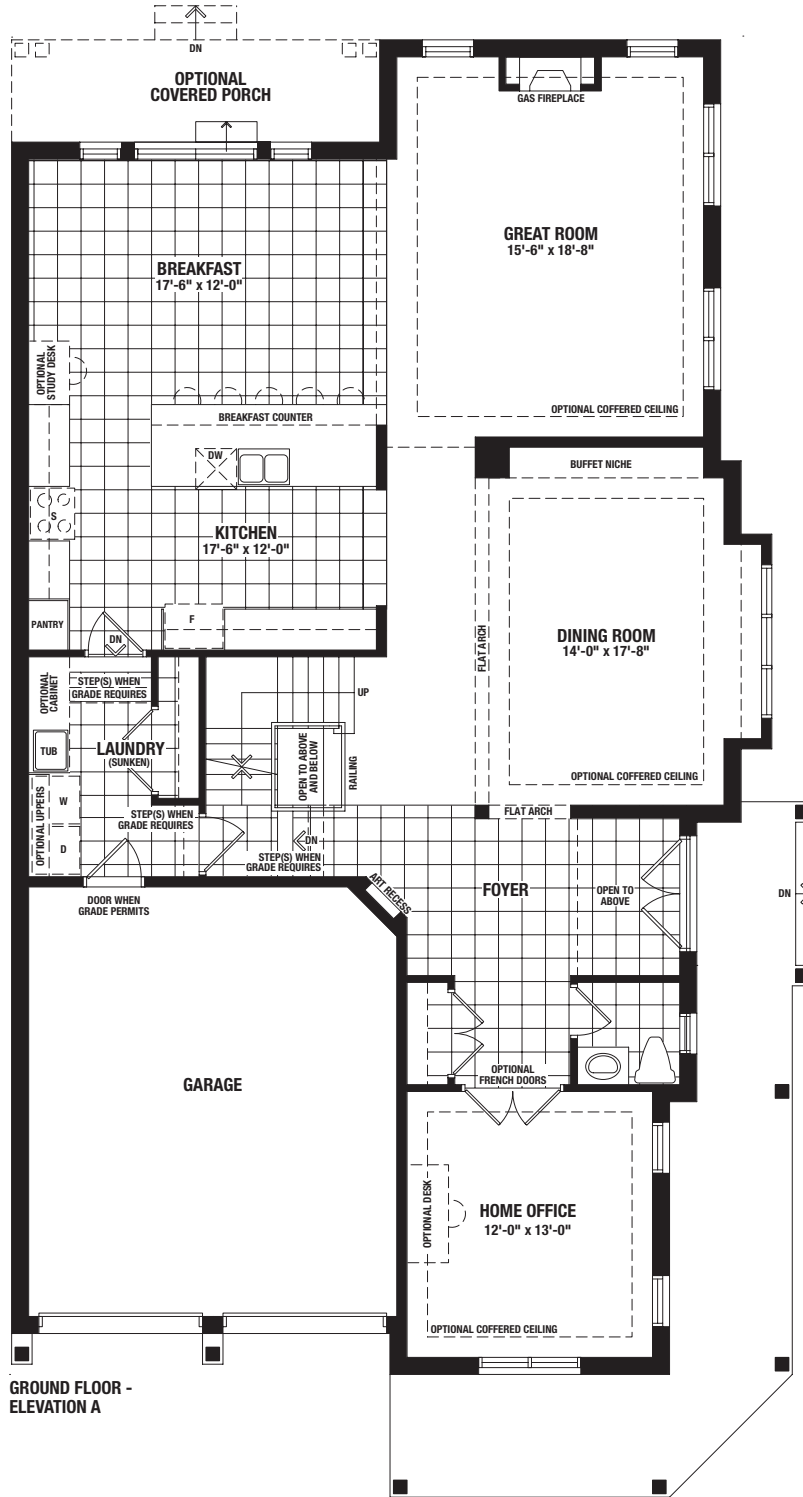 DN
OPTIONAL
COVERED PORCH
GAS FIREPLACE
GREAT ROOM
15'-6" x 18'-8"
BREAKFAST
17'-6" x 12'-0"
OPTIONAL
STUDY DESK
OPTIONAL COFFERED CEILING
BREAKFAST COUNTER
DW
BUFFET NICHE
S
KITCHEN
17'-6" x 12'-0"
F
PANTRY
DN
FLAT ARCH
DINING ROOM
14'-0" x 17'-8"
OPTIONAL
CABINET
STEP(S) WHEN
GRADE REQUIRES
UP
TUB
LAUNDRY
(SUNKEN)
OPEN TO ABOVE
AND BELOW
RAILING
OPTIONAL COFFERED CEILING
OPTIONAL UPPERS
W
STEP(S) WHEN
GRADE REQUIRES
FLAT ARCH
D
DN
STEP(S) WHEN
GRADE REQUIRES
ART RECESS
FOYER
OPEN TO
ABOVE
DN
DOOR WHEN
GRADE PERMITS
GARAGE
OPTIONAL
FRENCH DOORS
OPTIONAL DESK
HOME OFFICE
12'-0" x 13'-0"
OPTIONAL COFFERED CEILING
GROUND FLOOR -
ELEVATION A